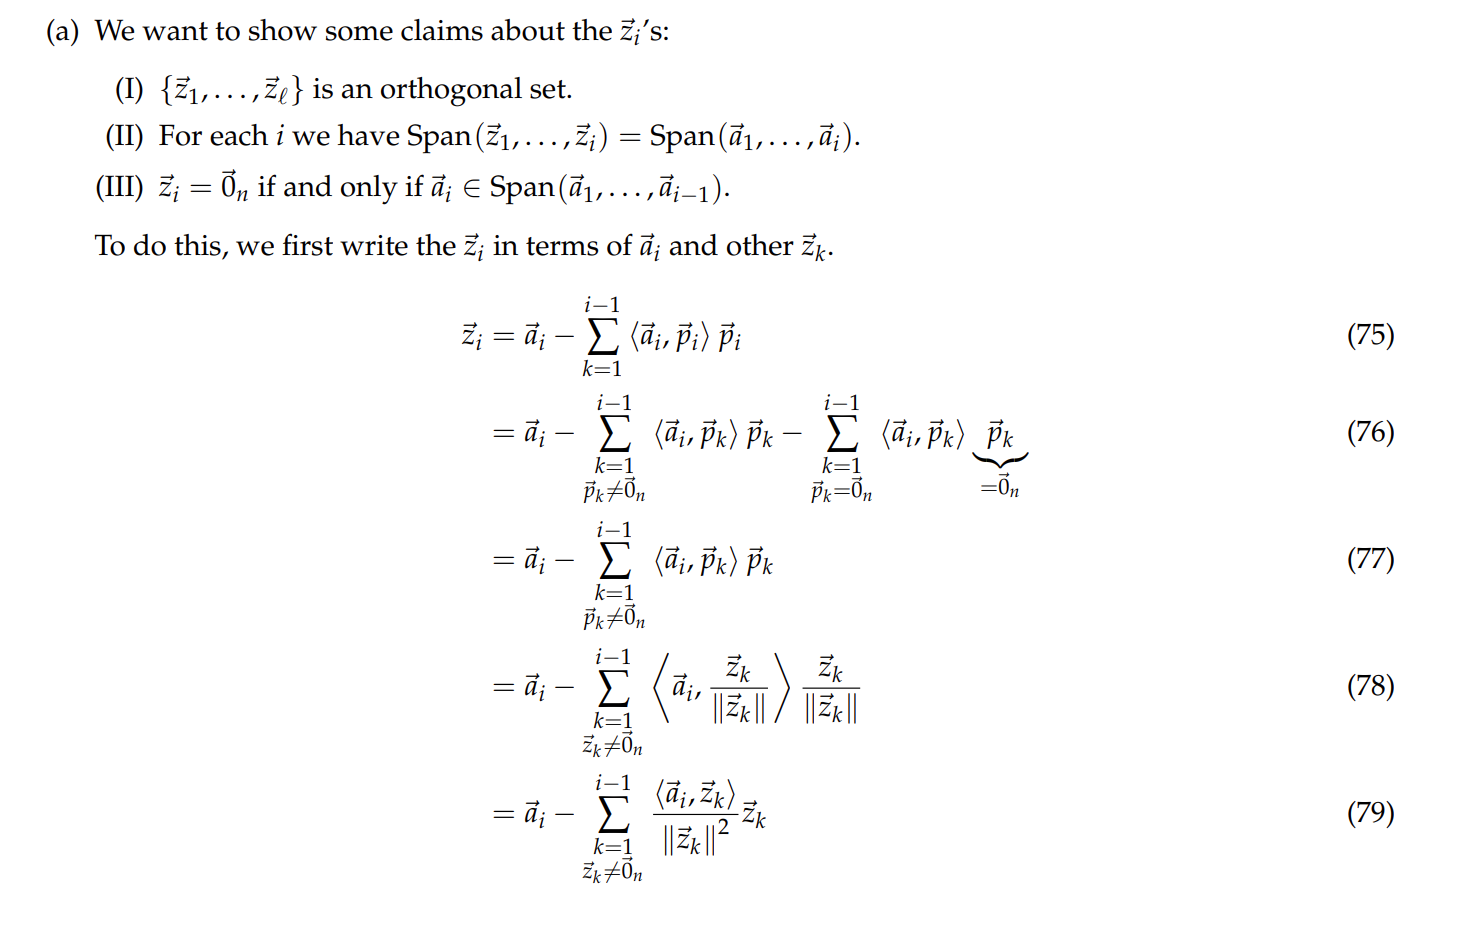 (a) We want to show some claims about the $\vec{z}_i$'s:
(I) $\{\vec{z}_1, \ldots, \vec{z}_\ell\}$ is an orthogonal set.
(II) For each $i$ we have $\text{Span}(\vec{z}_1, \ldots, \vec{z}_i) = \text{Span}(\vec{a}_1, \ldots, \vec{a}_i)$.
(III) $\vec{z}_i = \vec{0}_n$ if and only if $\vec{a}_i \in \text{Span}(\vec{a}_1, \ldots, \vec{a}_{i-1})$.
To do this, we first write the $\vec{z}_i$ in terms of $\vec{a}_i$ and other $\vec{z}_k$.
$\vec{z}_i = \vec{a}_i - \sum_{k=1}^{i-1} \langle \vec{a}_i, \vec{p}_i \rangle \vec{p}_i$ (75)
$= \vec{a}_i - \sum_{\substack{k=1 \\ \vec{p}_k \neq \vec{0}_n}}^{i-1} \langle \vec{a}_i, \vec{p}_k \rangle \vec{p}_k - \sum_{\substack{k=1 \\ \vec{p}_k = \vec{0}_n}}^{i-1} \langle \vec{a}_i, \vec{p}_k \rangle \underbrace{\vec{p}_k}_{=\vec{0}_n}$ (76)
$= \vec{a}_i - \sum_{\substack{k=1 \\ \vec{p}_k \neq \vec{0}_n}}^{i-1} \langle \vec{a}_i, \vec{p}_k \rangle \vec{p}_k$ (77)
$= \vec{a}_i - \sum_{\substack{k=1 \\ \vec{z}_k \neq \vec{0}_n}}^{i-1} \left\langle \vec{a}_i, \frac{\vec{z}_k}{\|\vec{z}_k\|} \right\rangle \frac{\vec{z}_k}{\|\vec{z}_k\|}$ (78)
$= \vec{a}_i - \sum_{\substack{k=1 \\ \vec{z}_k \neq \vec{0}_n}}^{i-1} \frac{\langle \vec{a}_i, \vec{z}_k \rangle}{\|\vec{z}_k\|^2} \vec{z}_k$ (79)